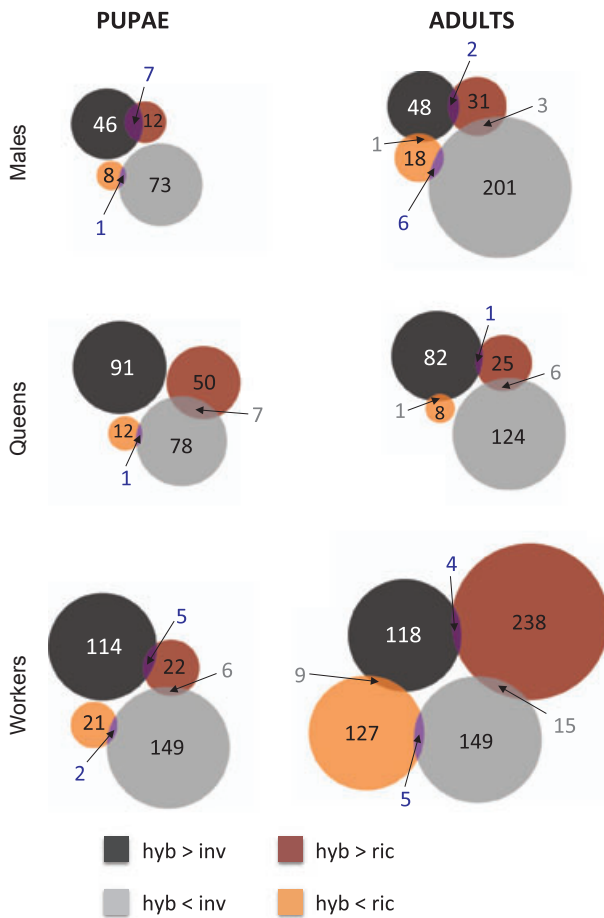 PUPAE ADULTS
Males
7
46 12
8 73
1
2
48 31 3
1 18 201
6
Queens
91 50
7
12 78
1
1
82 25 6
1 8 124
Workers
5
114 22 6
21 149
2
4
118 238
9
127 149 15
5
hyb > inv hyb > ric
hyb < inv hyb < ric